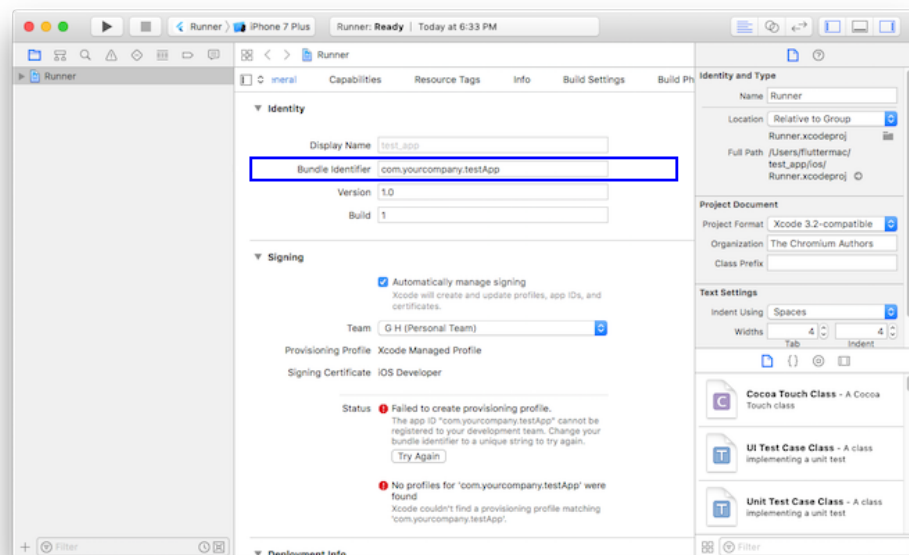 Runner
iPhone 7 Plus
Runner: Ready | Today at 6:33 PM
Runner
Runner
General
Capabilities
Resource Tags
Info
Build Settings
Build Ph
Identity
Display Name test_app
Bundle Identifier com.yourcompany.testApp
Version 1.0
Build 1
Signing
Automatically manage signing
Xcode will create and update profiles, app IDs, and
certificates.
Team G H (Personal Team)
Provisioning Profile Xcode Managed Profile
Signing Certificate iOS Developer
Status Failed to create provisioning profile.
The app ID "com.yourcompany.testApp" cannot be
registered to your development team. Change your
bundle identifier to a unique string to try again.
Try Again
No profiles for 'com.yourcompany.testApp' were
found
Xcode couldn't find a provisioning profile matching
'com.yourcompany.testApp'.
Deployment Info
Filter
Identity and Type
Name Runner
Location Relative to Group
Runner.xcodeproj
Full Path /Users/fluttermac/
test_app/ios/
Runner.xcodeproj
Project Document
Project Format Xcode 3.2-compatible
Organization The Chromium Authors
Class Prefix
Text Settings
Indent Using Spaces
Widths 4 4
Tab Indent
{}
C
Cocoa Touch Class - A Cocoa
Touch class
T
UI Test Case Class - A class
implementing a unit test
T
Unit Test Case Class - A class
implementing a unit test
Filter